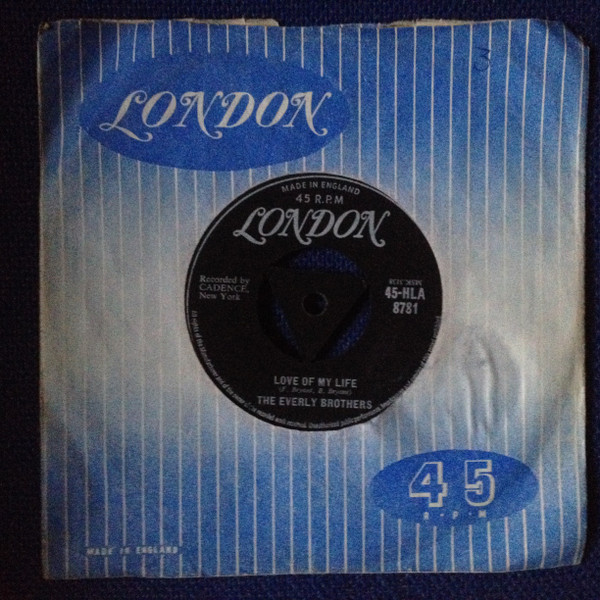 LONDON
MADE IN ENGLAND
45 R.P.M
LONDON
Recorded by
CADENCE,
New York
45-HLA
8781
LOVE OF MY LIFE
(F. Bryant, B. Bryant)
THE EVERLY BROTHERS
45
R·P·M
MADE IN ENGLAND